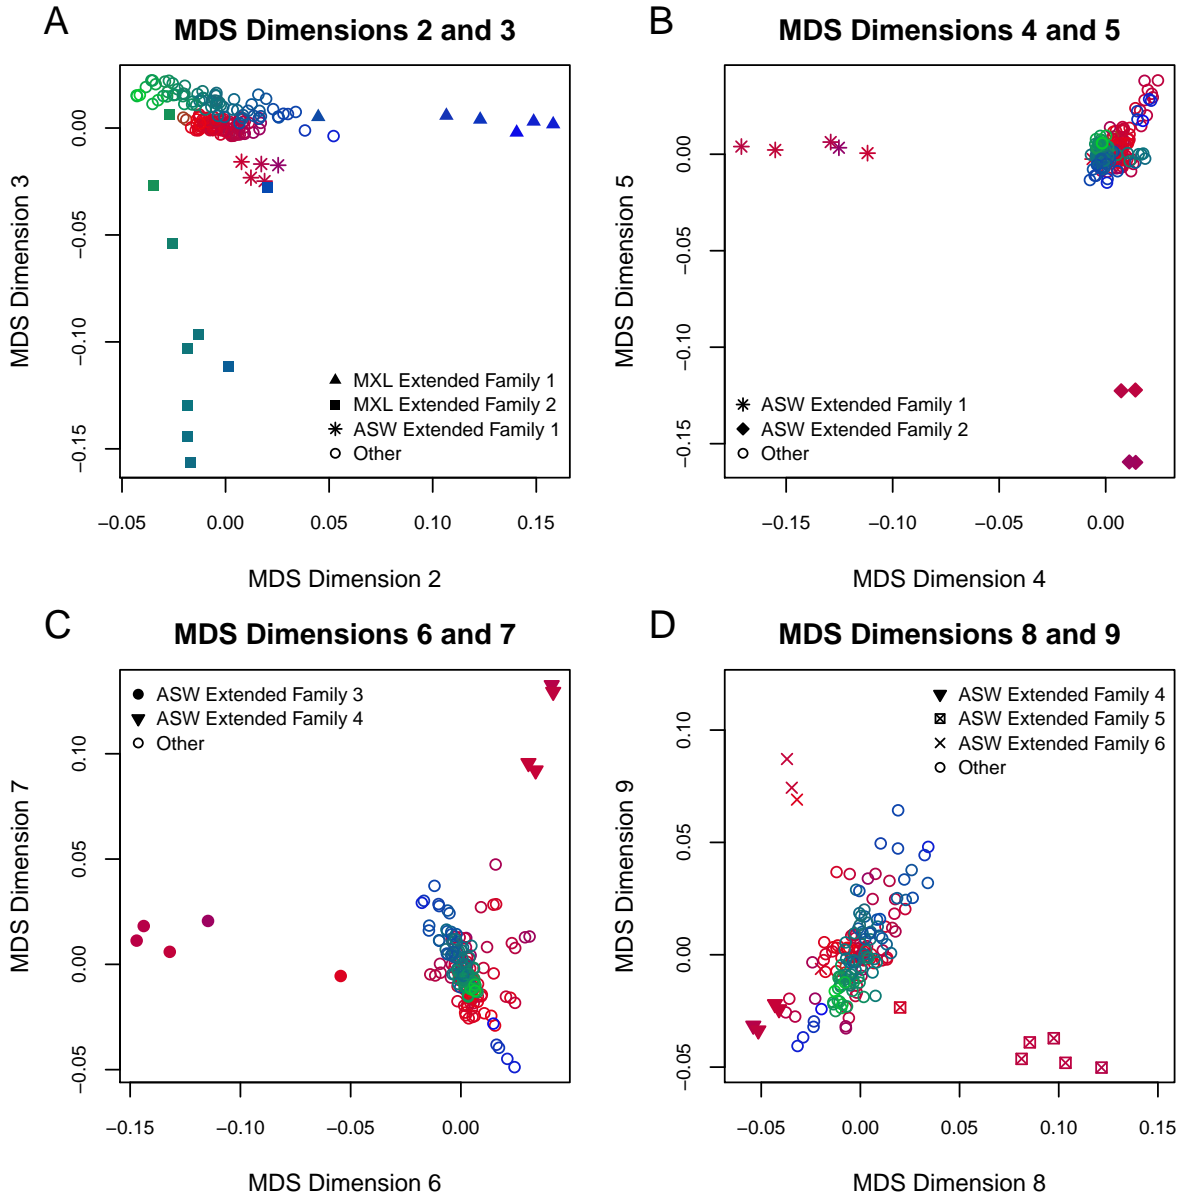 A
MDS Dimensions 2 and 3
MDS Dimension 3
0.00
−0.05
−0.10
−0.15
MXL Extended Family 1
MXL Extended Family 2
ASW Extended Family 1
Other
−0.05 0.00 0.05 0.10 0.15
MDS Dimension 2
B
MDS Dimensions 4 and 5
MDS Dimension 5
0.00
−0.05
−0.10
−0.15
ASW Extended Family 1
ASW Extended Family 2
Other
−0.15 −0.10 −0.05 0.00
MDS Dimension 4
C
MDS Dimensions 6 and 7
MDS Dimension 7
ASW Extended Family 3
ASW Extended Family 4
Other
0.10
0.05
0.00
−0.05
−0.15 −0.10 −0.05 0.00
MDS Dimension 6
D
MDS Dimensions 8 and 9
MDS Dimension 9
ASW Extended Family 4
ASW Extended Family 5
ASW Extended Family 6
Other
0.10
0.05
0.00
−0.05
−0.05 0.00 0.05 0.10 0.15
MDS Dimension 8